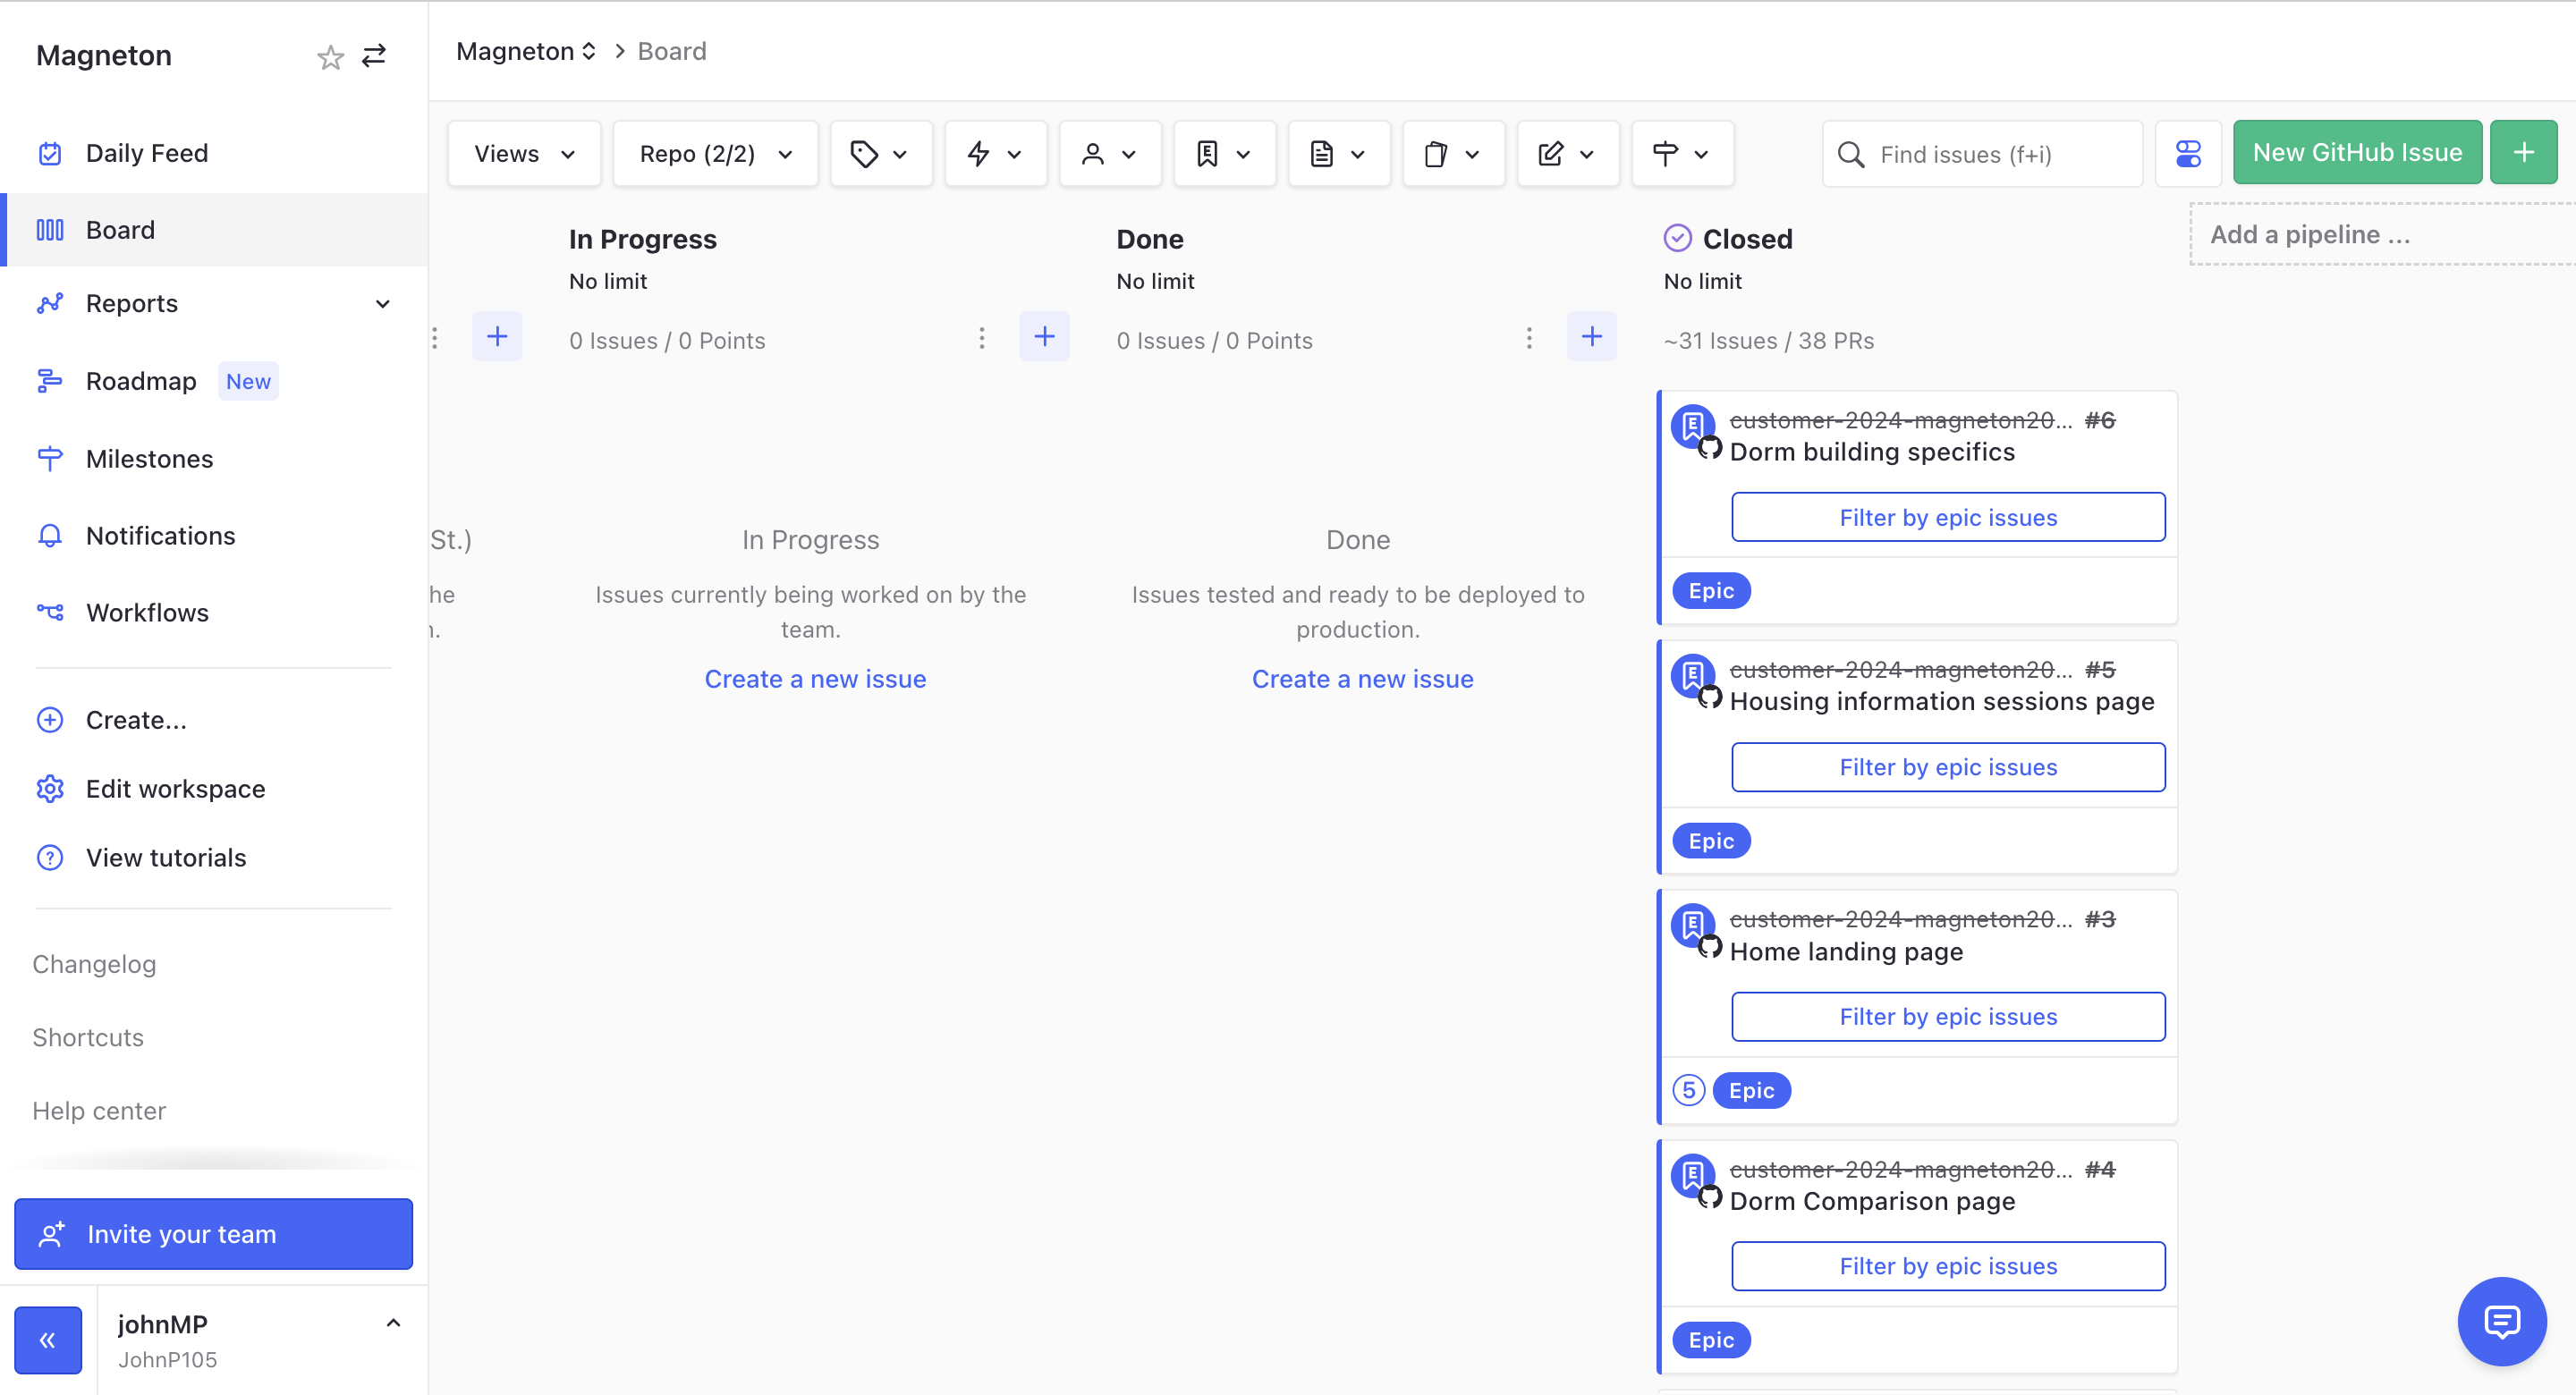 Magneton
Daily Feed
Board
Reports
Roadmap New
Milestones
Notifications
Workflows
Create...
Edit workspace
View tutorials
Changelog
Shortcuts
Help center
Invite your team
johnMP
JohnP105
Magneton > Board
Views
Repo (2/2)
Find issues (f+i)
New GitHub Issue
+
St.)
he
In Progress
No limit
0 Issues / 0 Points
In Progress
Issues currently being worked on by the
team.
Create a new issue
Done
No limit
0 Issues / 0 Points
Done
Issues tested and ready to be deployed to
production.
Create a new issue
Closed
No limit
~31 Issues / 38 PRs
customer-2024-magneton20... #6
Dorm building specifics
Filter by epic issues
Epic
customer-2024-magneton20... #5
Housing information sessions page
Filter by epic issues
Epic
customer-2024-magneton20... #3
Home landing page
Filter by epic issues
5 Epic
customer-2024-magneton20... #4
Dorm Comparison page
Filter by epic issues
Epic
Add a pipeline ...